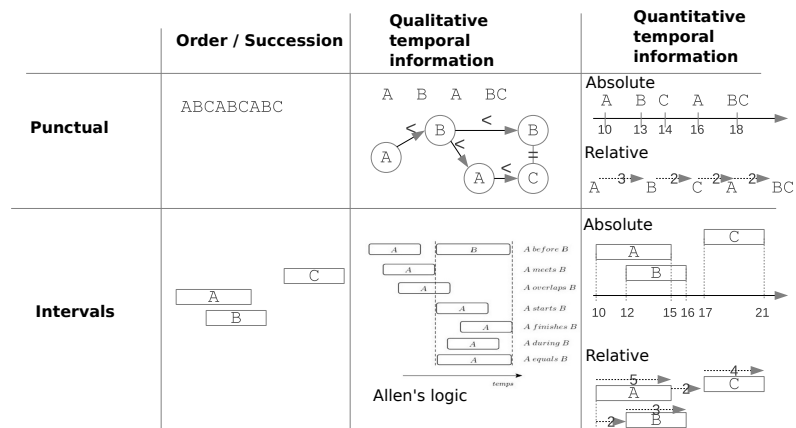 Order / Succession
Qualitative
temporal
information
Quantitative
temporal
information
Punctual
ABCABCABC
A B A BC
A < B < B
< =
A < C
Absolute
A B C A BC
10 13 14 16 18
Relative
A 3 B 2 C 2 A 2 BC
Intervals
C
A
B
A B A before B
A A meets B
A A overlaps B
A A starts B
A A finishes B
A A during B
A A equals B
temps
Allen's logic
Absolute
C
A
B
10 12 15 16 17 21
Relative
5 4
A 2 C
3
2 B